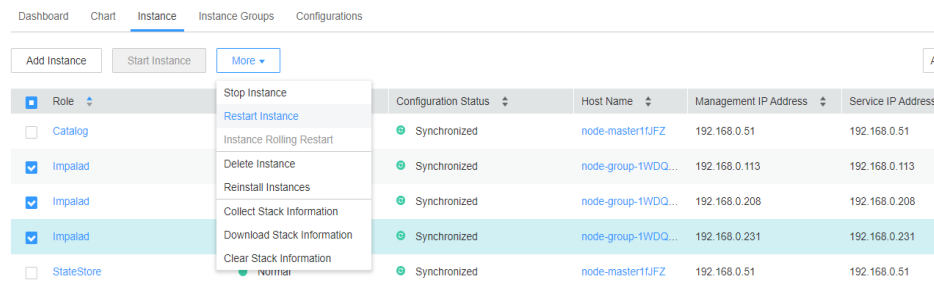 Dashboard Chart Instance Instance Groups Configurations
Add Instance Start Instance More
Stop Instance
Role Configuration Status Host Name Management IP Address Service IP Address
Restart Instance
Catalog Synchronized node-master1fJFZ 192.168.0.51 192.168.0.51
Instance Rolling Restart
Delete Instance
Impalad Synchronized node-group-1WDQ... 192.168.0.113 192.168.0.113
Reinstall Instances
Impalad Synchronized node-group-1WDQ... 192.168.0.208 192.168.0.208
Collect Stack Information
Download Stack Information
Impalad Synchronized node-group-1WDQ... 192.168.0.231 192.168.0.231
Clear Stack Information
StateStore Normal Synchronized node-master1fJFZ 192.168.0.51 192.168.0.51